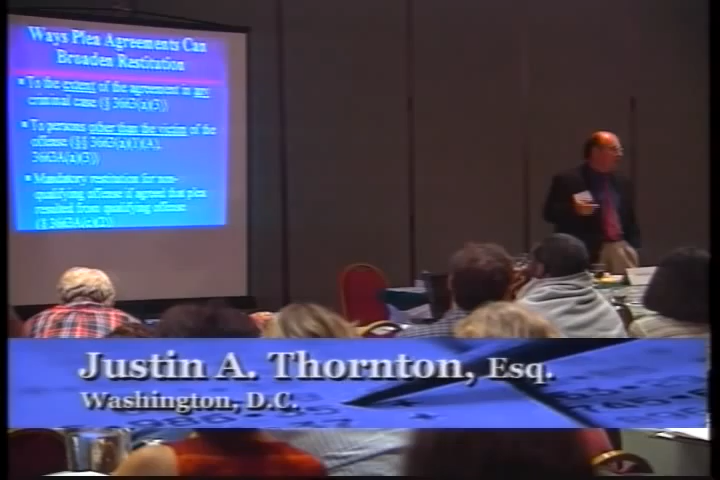 Ways Plea Agreements Can
Broaden Restitution
To the extent of the agreement in any
criminal case (§ 3663(a)(3))
To persons other than the victim of the
offense (§§ 3663(a)(1)(A),
3663A(a)(3))
Mandatory restitution for non-
qualifying offense if agreed that plea
resulted from qualifying offense
(§ 3663A(c)(2))
Justin A. Thornton, Esq.
Washington, D.C.